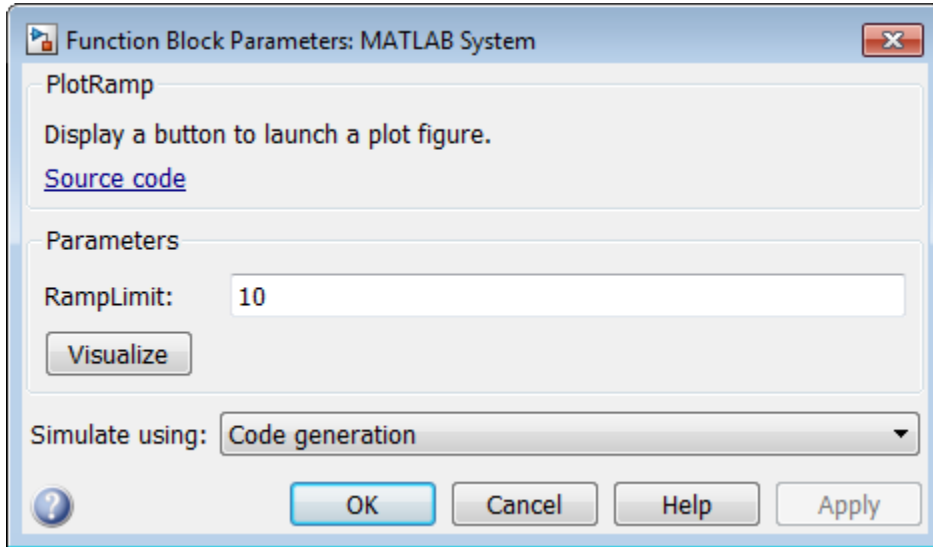 Function Block Parameters: MATLAB System
PlotRamp
Display a button to launch a plot figure.
Source code
Parameters
RampLimit: 10
Visualize
Simulate using: Code generation
? OK Cancel Help Apply